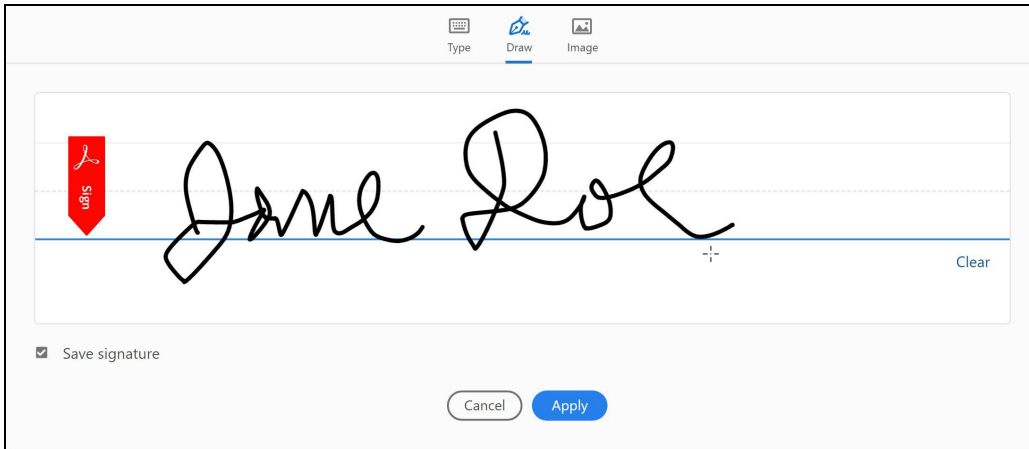 Type Draw Image
Sign
Jane Doe
Clear
Save signature
Cancel Apply